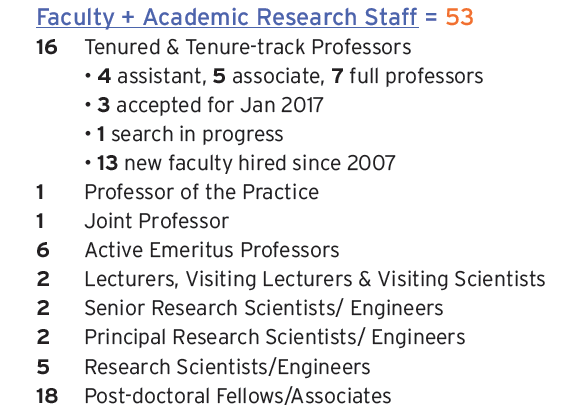 Faculty + Academic Research Staff = 53
16 Tenured & Tenure-track Professors
• 4 assistant, 5 associate, 7 full professors
• 3 accepted for Jan 2017
• 1 search in progress
• 13 new faculty hired since 2007
1 Professor of the Practice
1 Joint Professor
6 Active Emeritus Professors
2 Lecturers, Visiting Lecturers & Visiting Scientists
2 Senior Research Scientists/ Engineers
2 Principal Research Scientists/ Engineers
5 Research Scientists/Engineers
18 Post-doctoral Fellows/Associates